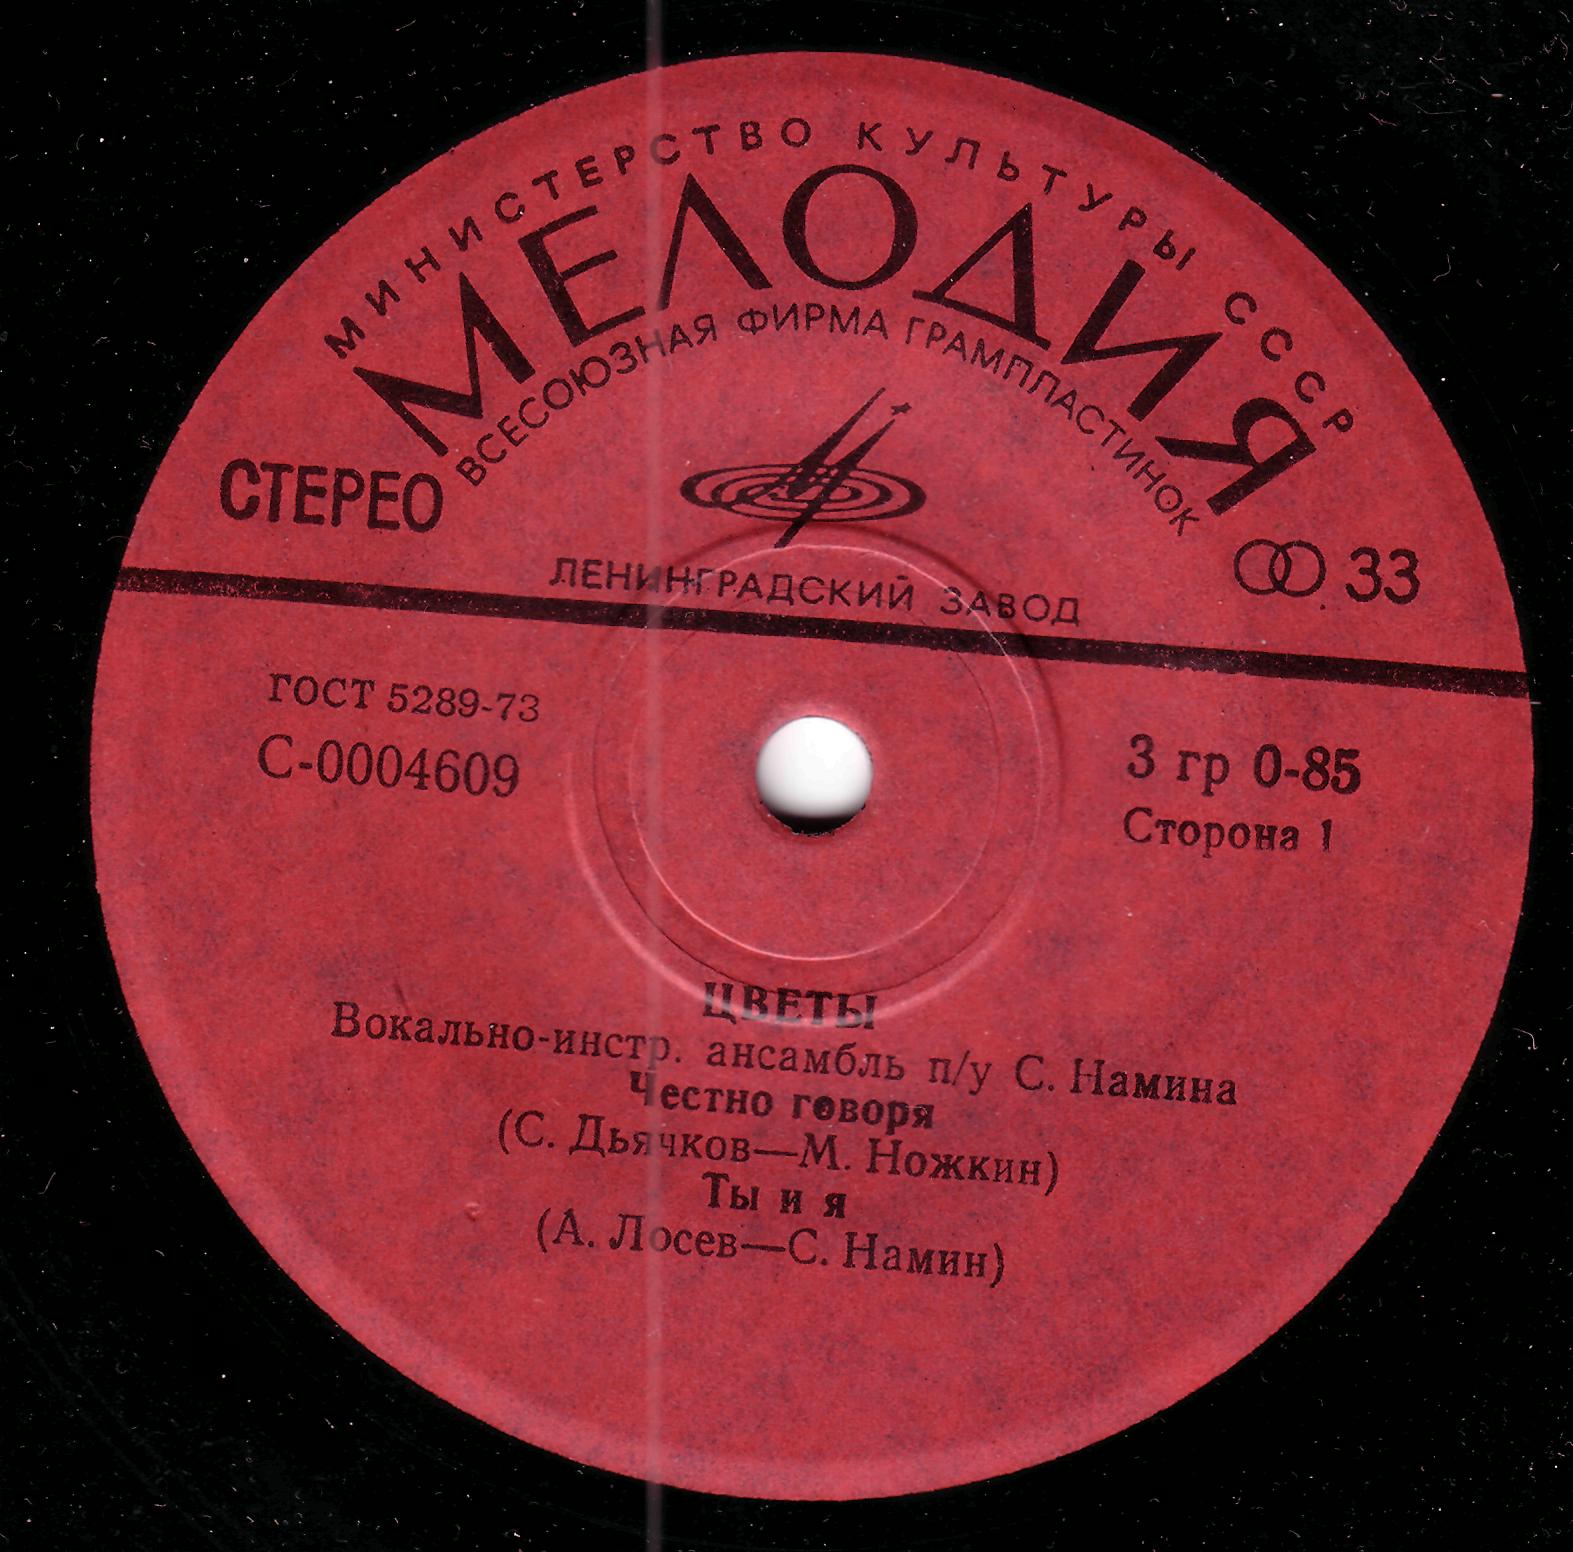 МИНИСТЕРСТВО КУЛЬТУРЫ СССР
МЕЛОДИЯ
ВСЕСОЮЗНАЯ ФИРМА ГРАМПЛАСТИНОК
СТЕРЕО
33
ЛЕНИНГРАДСКИЙ ЗАВОД
ГОСТ 5289-73
С-0004609
3 гр 0-85
Сторона 1
ЦВЕТЫ
Вокально-инстр. ансамбль п/у С. Намина
Честно говоря
(С. Дьячков—М. Ножкин)
Ты и я
(А. Лосев—С. Намин)